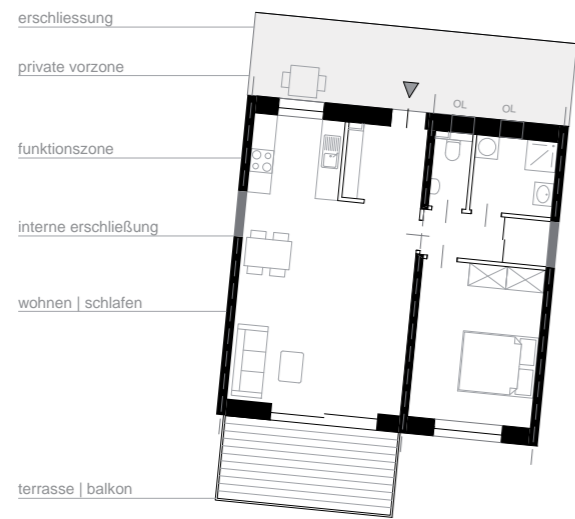 erschliessung
private vorzone
OL OL
funktionszone
interne erschließung
wohnen | schlafen
terrasse | balkon